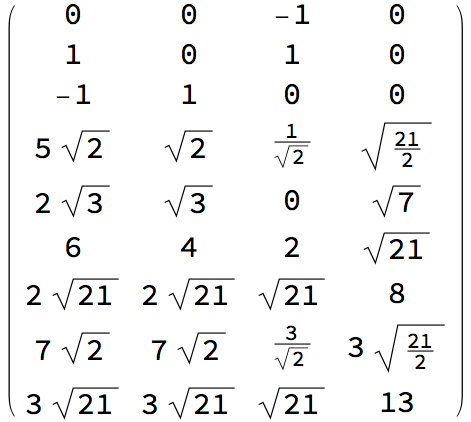 0 0 -1 0
1 0 1 0
-1 1 0 0
5 √2 √2 1/√2 √(21/2)
2 √3 √3 0 √7
6 4 2 √21
2 √21 2 √21 √21 8
7 √2 7 √2 3/√2 3 √(21/2)
3 √21 3 √21 √21 13